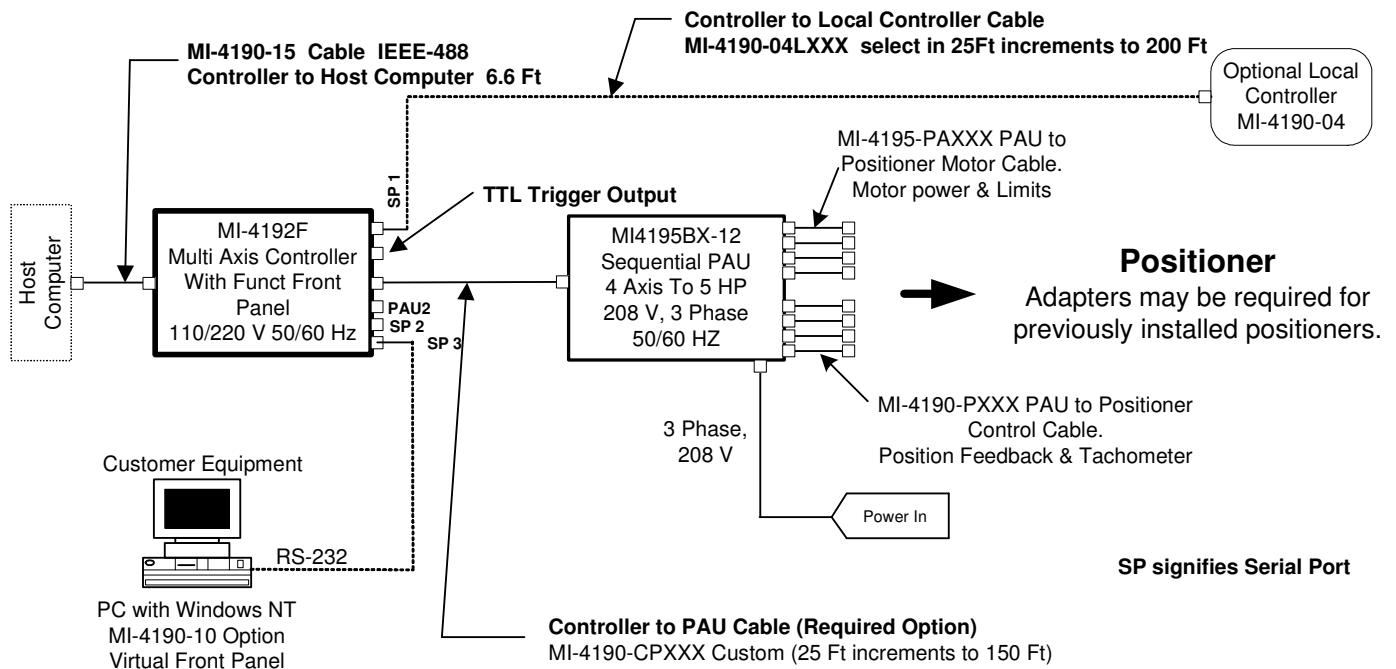 Controller to Local Controller Cable
MI-4190-04LXXX select in 25Ft increments to 200 Ft
MI-4190-15 Cable IEEE-488
Controller to Host Computer 6.6 Ft
Optional Local
Controller
MI-4190-04
MI-4195-PAXXX PAU to
Positioner Motor Cable.
Motor power & Limits
SP 1
TTL Trigger Output
Host
Computer
MI-4192F
Multi Axis Controller
With Funct Front
Panel
110/220 V 50/60 Hz
PAU2
SP 2
SP 3
MI4195BX-12
Sequential PAU
4 Axis To 5 HP
208 V, 3 Phase
50/60 HZ
Positioner
Adapters may be required for
previously installed positioners.
MI-4190-PXXX PAU to Positioner
Control Cable.
Position Feedback & Tachometer
3 Phase,
208 V
Power In
Customer Equipment
RS-232
PC with Windows NT
MI-4190-10 Option
Virtual Front Panel
SP signifies Serial Port
Controller to PAU Cable (Required Option)
MI-4190-CPXXX Custom (25 Ft increments to 150 Ft)